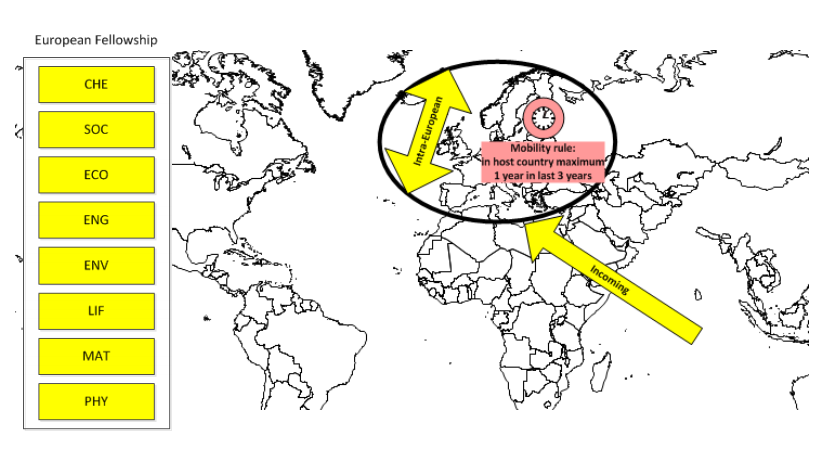 European Fellowship
CHE
SOC
ECO
ENG
ENV
LIF
MAT
PHY
Intra-European
Mobility rule:
in host country maximum
1 year in last 3 years
Incoming